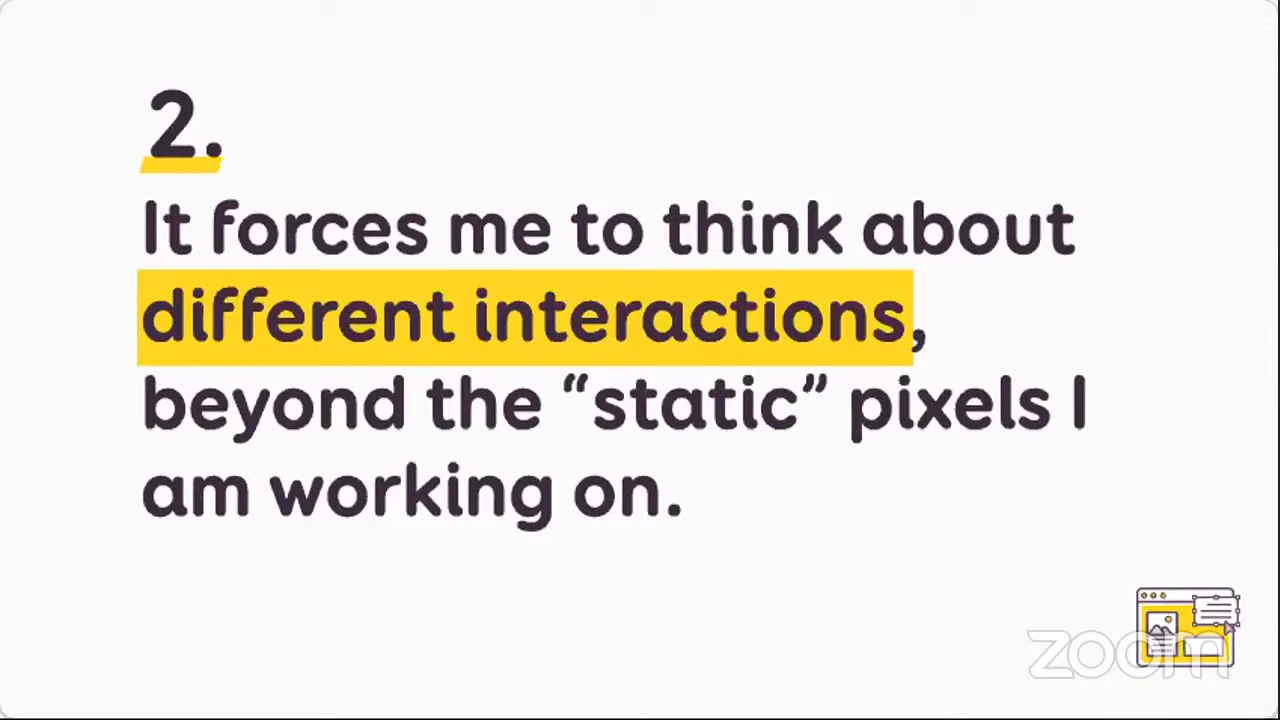 2.
It forces me to think about
different interactions,
beyond the “static” pixels I
am working on.
zoom